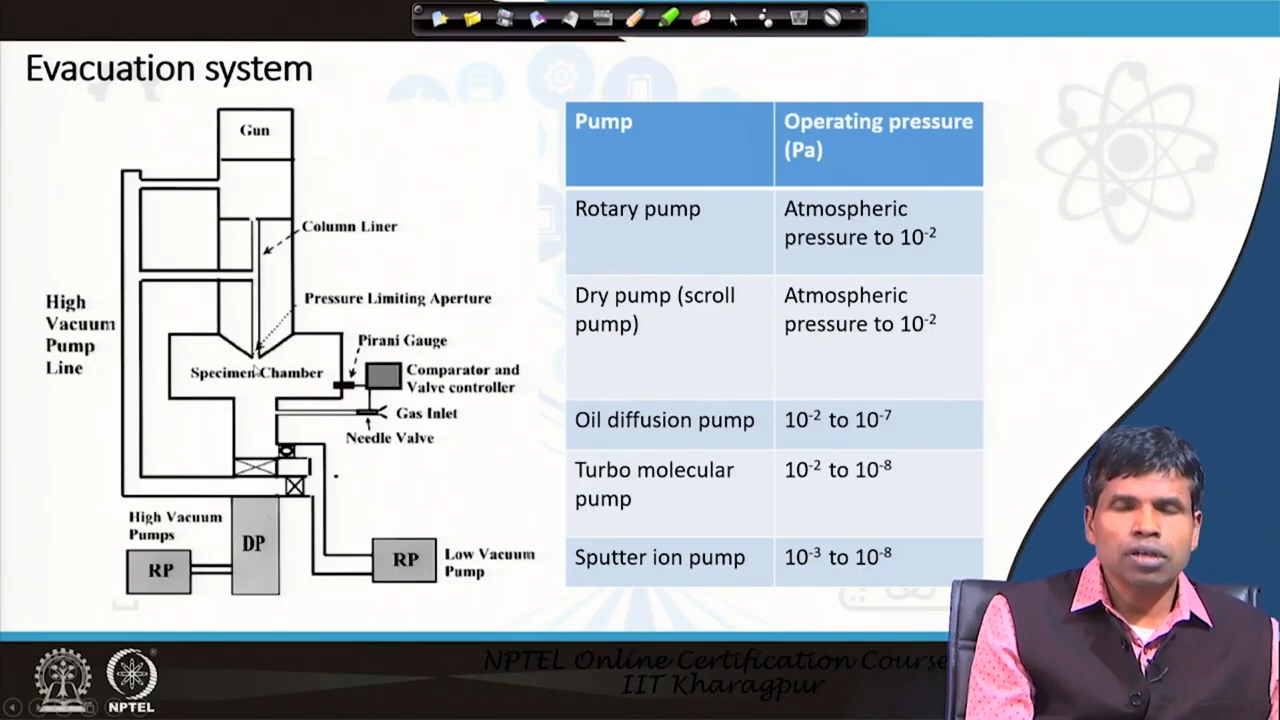 Evacuation system
Gun
Column Liner
Pressure Limiting Aperture
High
Vacuum
Pump
Line
Pirani Gauge
Specimen Chamber
Comparator and
Valve controller
Gas Inlet
Needle Valve
High Vacuum
Pumps
DP
RP
RP
Low Vacuum
Pump
Pump
Operating pressure
(Pa)
Rotary pump
Atmospheric
pressure to 10⁻²
Dry pump (scroll
pump)
Atmospheric
pressure to 10⁻²
Oil diffusion pump
10⁻² to 10⁻⁷
Turbo molecular
pump
10⁻² to 10⁻⁸
Sputter ion pump
10⁻³ to 10⁻⁸
NPTEL
NPTEL Online Certification Course
IIT Kharagpur